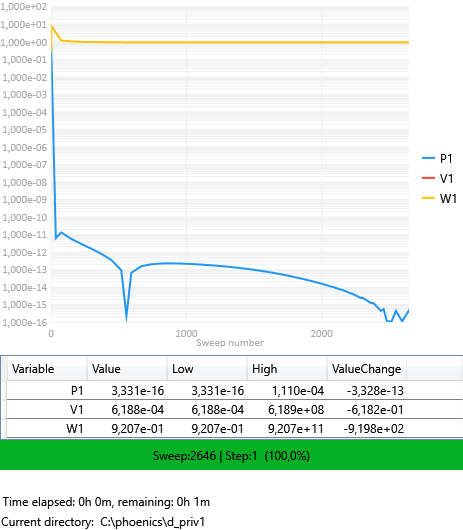 1,000e+02
1,000e+01
1,000e+00
1,000e-01
1,000e-02
1,000e-03
1,000e-04
1,000e-05
1,000e-06
1,000e-07
1,000e-08
1,000e-09
1,000e-10
1,000e-11
1,000e-12
1,000e-13
1,000e-14
1,000e-15
1,000e-16
0 1000 2000
Sweep number
P1
V1
W1
Variable Value Low High ValueChange
P1 3,331e-16 3,331e-16 1,110e-04 -3,328e-13
V1 6,188e-04 6,188e-04 6,189e+08 -6,182e-01
W1 9,207e-01 9,207e-01 9,207e+11 -9,198e+02
Sweep:2646 | Step:1 (100,0%)
Time elapsed: 0h 0m, remaining: 0h 1m
Current directory: C:\phoenics\d_priv1